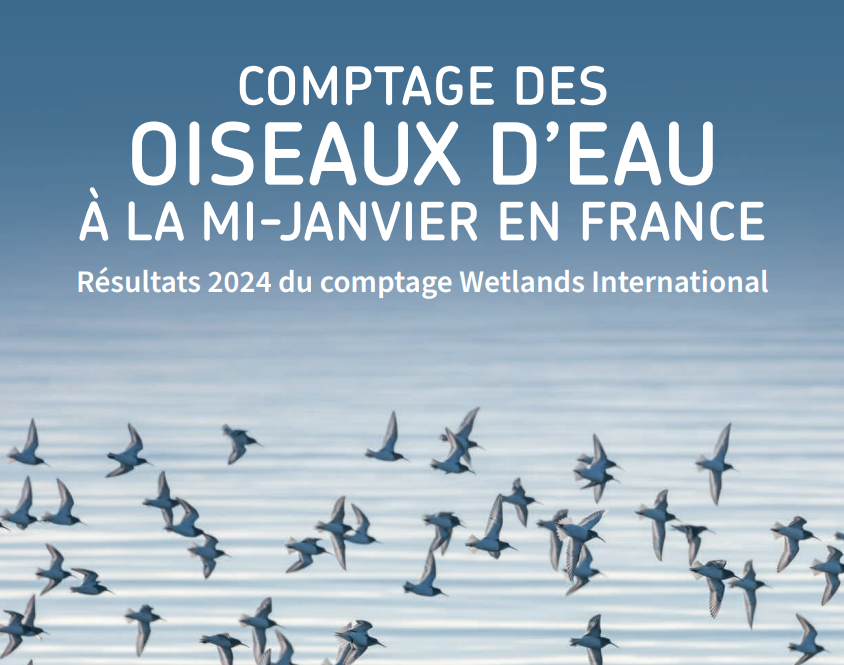 COMPTAGE DES
OISEAUX D’EAU
À LA MI-JANVIER EN FRANCE
Résultats 2024 du comptage Wetlands International